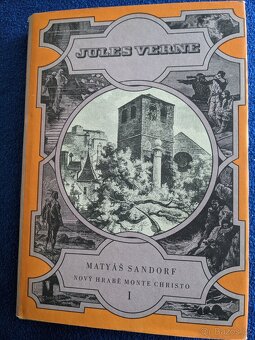 JULES VERNE
MATYÁŠ SANDORF
NOVÝ HRABĚ MONTE CHRISTO
I